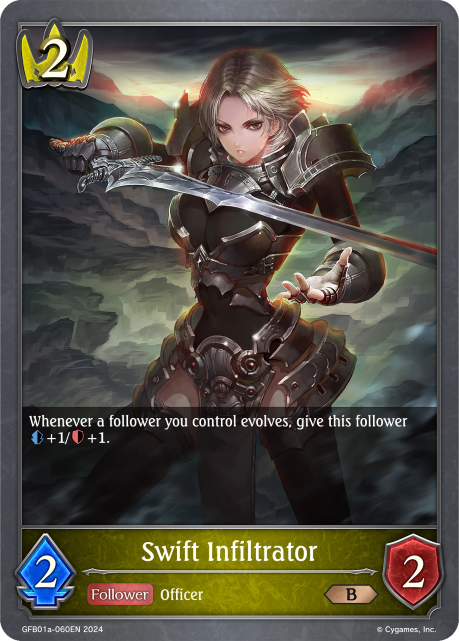 2
Whenever a follower you control evolves, give this follower
+1/+1.
Swift Infiltrator
2
Follower Officer
B
2
GFB01a-060EN 2024
© Cygames, Inc.